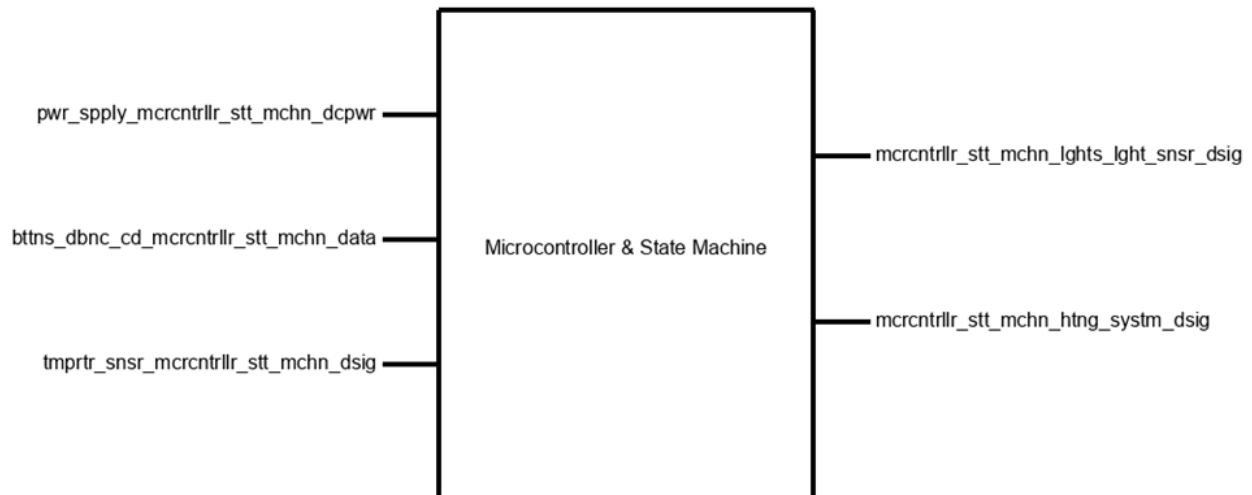 pwr_spply_mcrcntrllr_stt_mchn_dcpwr
mcrcntrllr_stt_mchn_lghts_lght_snsr_dsig
bttns_dbnc_cd_mcrcntrllr_stt_mchn_data
Microcontroller & State Machine
mcrcntrllr_stt_mchn_htng_systm_dsig
tmprtr_snsr_mcrcntrllr_stt_mchn_dsig